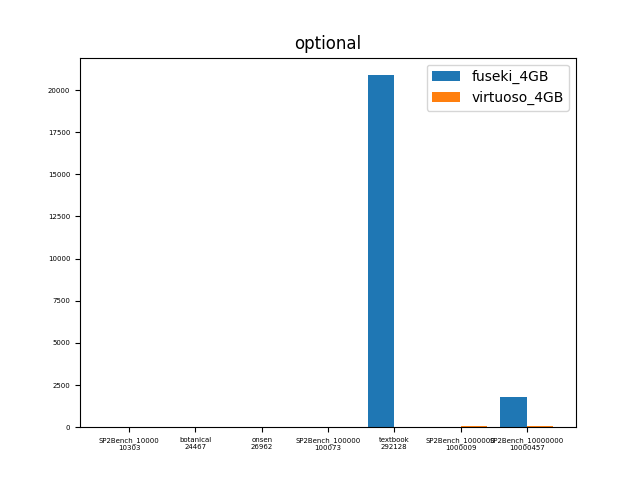 optional
fuseki_4GB
virtuoso_4GB
20000
17500
15000
12500
10000
7500
5000
2500
0
SP2Bench_10000
10303
botanical
24467
onsen
26962
SP2Bench_100000
100073
textbook
292128
SP2Bench_1000000
1000009
SP2Bench_10000000
10000457